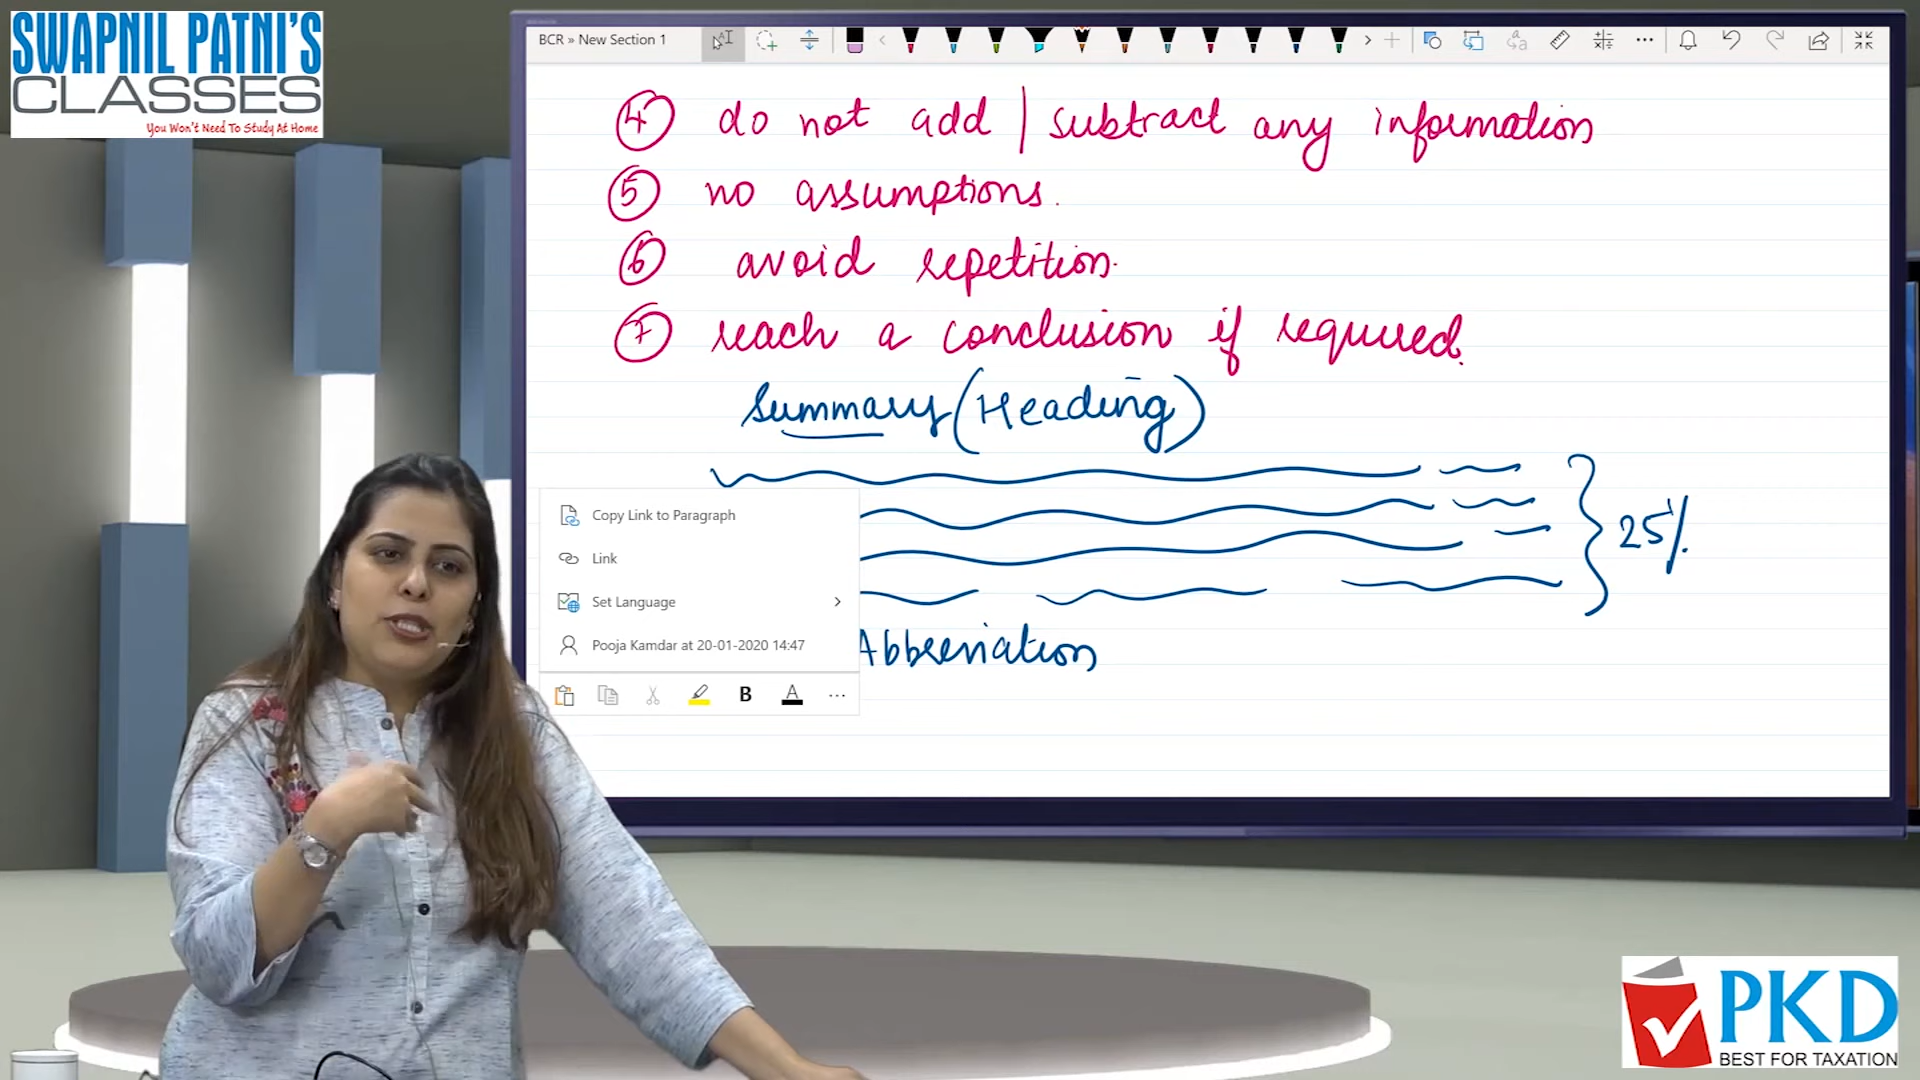 SWAPNIL PATNI'S
CLASSES
You Won't Need To Study At Home
BCR » New Section 1
④ do not add / subtract any information
⑤ no assumptions.
⑥ avoid repetition.
⑦ reach a conclusion if required.
Summary (Heading)
25%
Copy Link to Paragraph
Link
Set Language
Pooja Kamdar at 20-01-2020 14:47
B A ...
Abbreviation
PKD
BEST FOR TAXATION